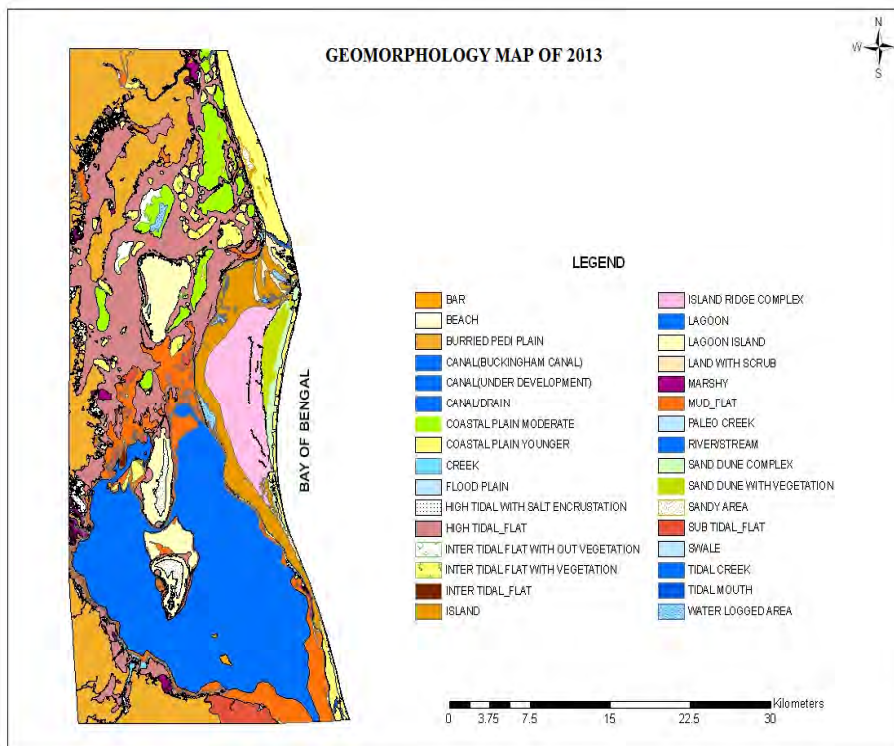 GEOMORPHOLOGY MAP OF 2013
N
W E
S
BAY OF BENGAL
LEGEND
BAR
BEACH
BURRIED PEDI PLAIN
CANAL(BUCKINGHAM CANAL)
CANAL(UNDER DEVELOPMENT)
CANAL/DRAIN
COASTAL PLAIN MODERATE
COASTAL PLAIN YOUNGER
CREEK
FLOOD PLAIN
HIGH TIDAL WITH SALT ENCRUSTATION
HIGH TIDAL_FLAT
INTER TIDAL FLAT WITH OUT VEGETATION
INTER TIDAL FLAT WITH VEGETATION
INTER TIDAL_FLAT
ISLAND
ISLAND RIDGE COMPLEX
LAGOON
LAGOON ISLAND
LAND WITH SCRUB
MARSHY
MUD_FLAT
PALEO CREEK
RIVER/STREAM
SAND DUNE COMPLEX
SAND DUNE WITH VEGETATION
SANDY AREA
SUB TIDAL_FLAT
SWALE
TIDAL CREEK
TIDAL MOUTH
WATER LOGGED AREA
Kilometers
0 3.75 7.5 15 22.5 30